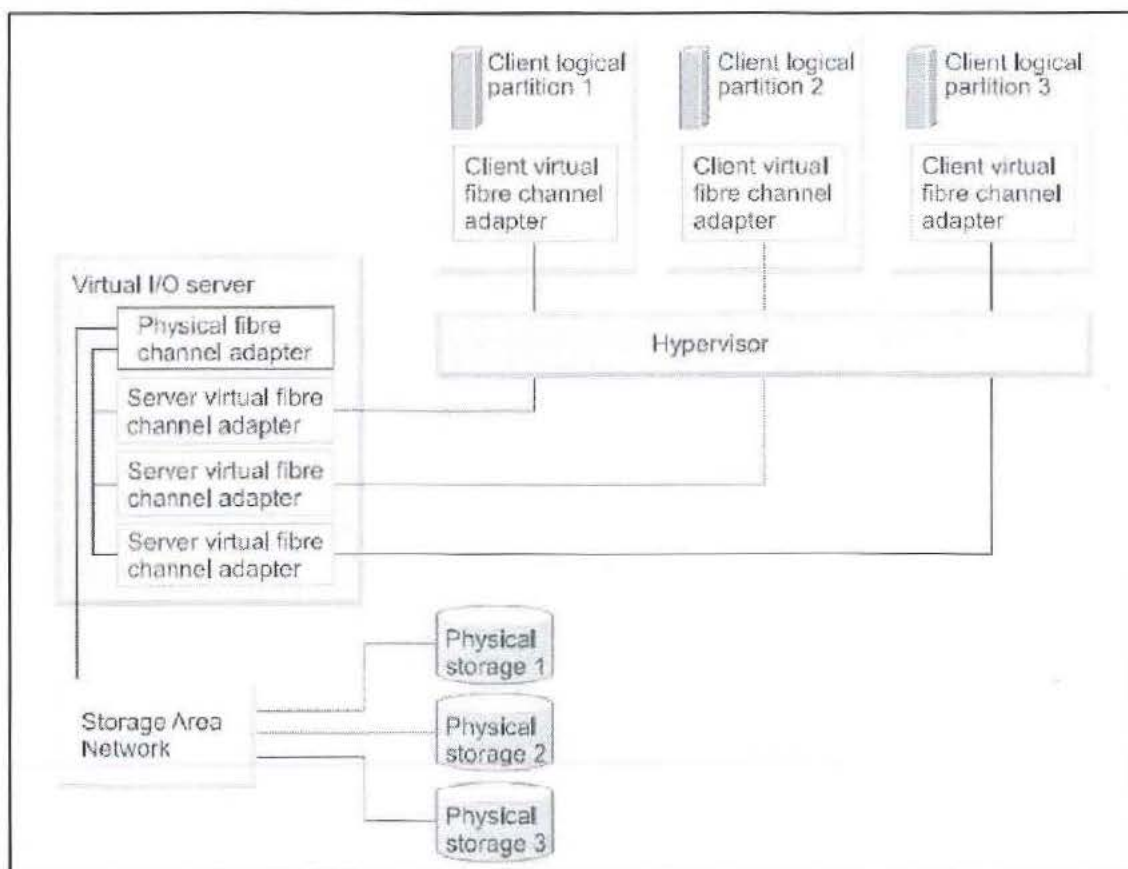 Client logical
partition 1
Client logical
partition 2
Client logical
partition 3
Client virtual
fibre channel
adapter
Client virtual
fibre channel
adapter
Client virtual
fibre channel
adapter
Virtual I/O server
Physical fibre
channel adapter
Hypervisor
Server virtual fibre
channel adapter
Server virtual fibre
channel adapter
Server virtual fibre
channel adapter
Physical
storage 1
Storage Area
Network
Physical
storage 2
Physical
storage 3